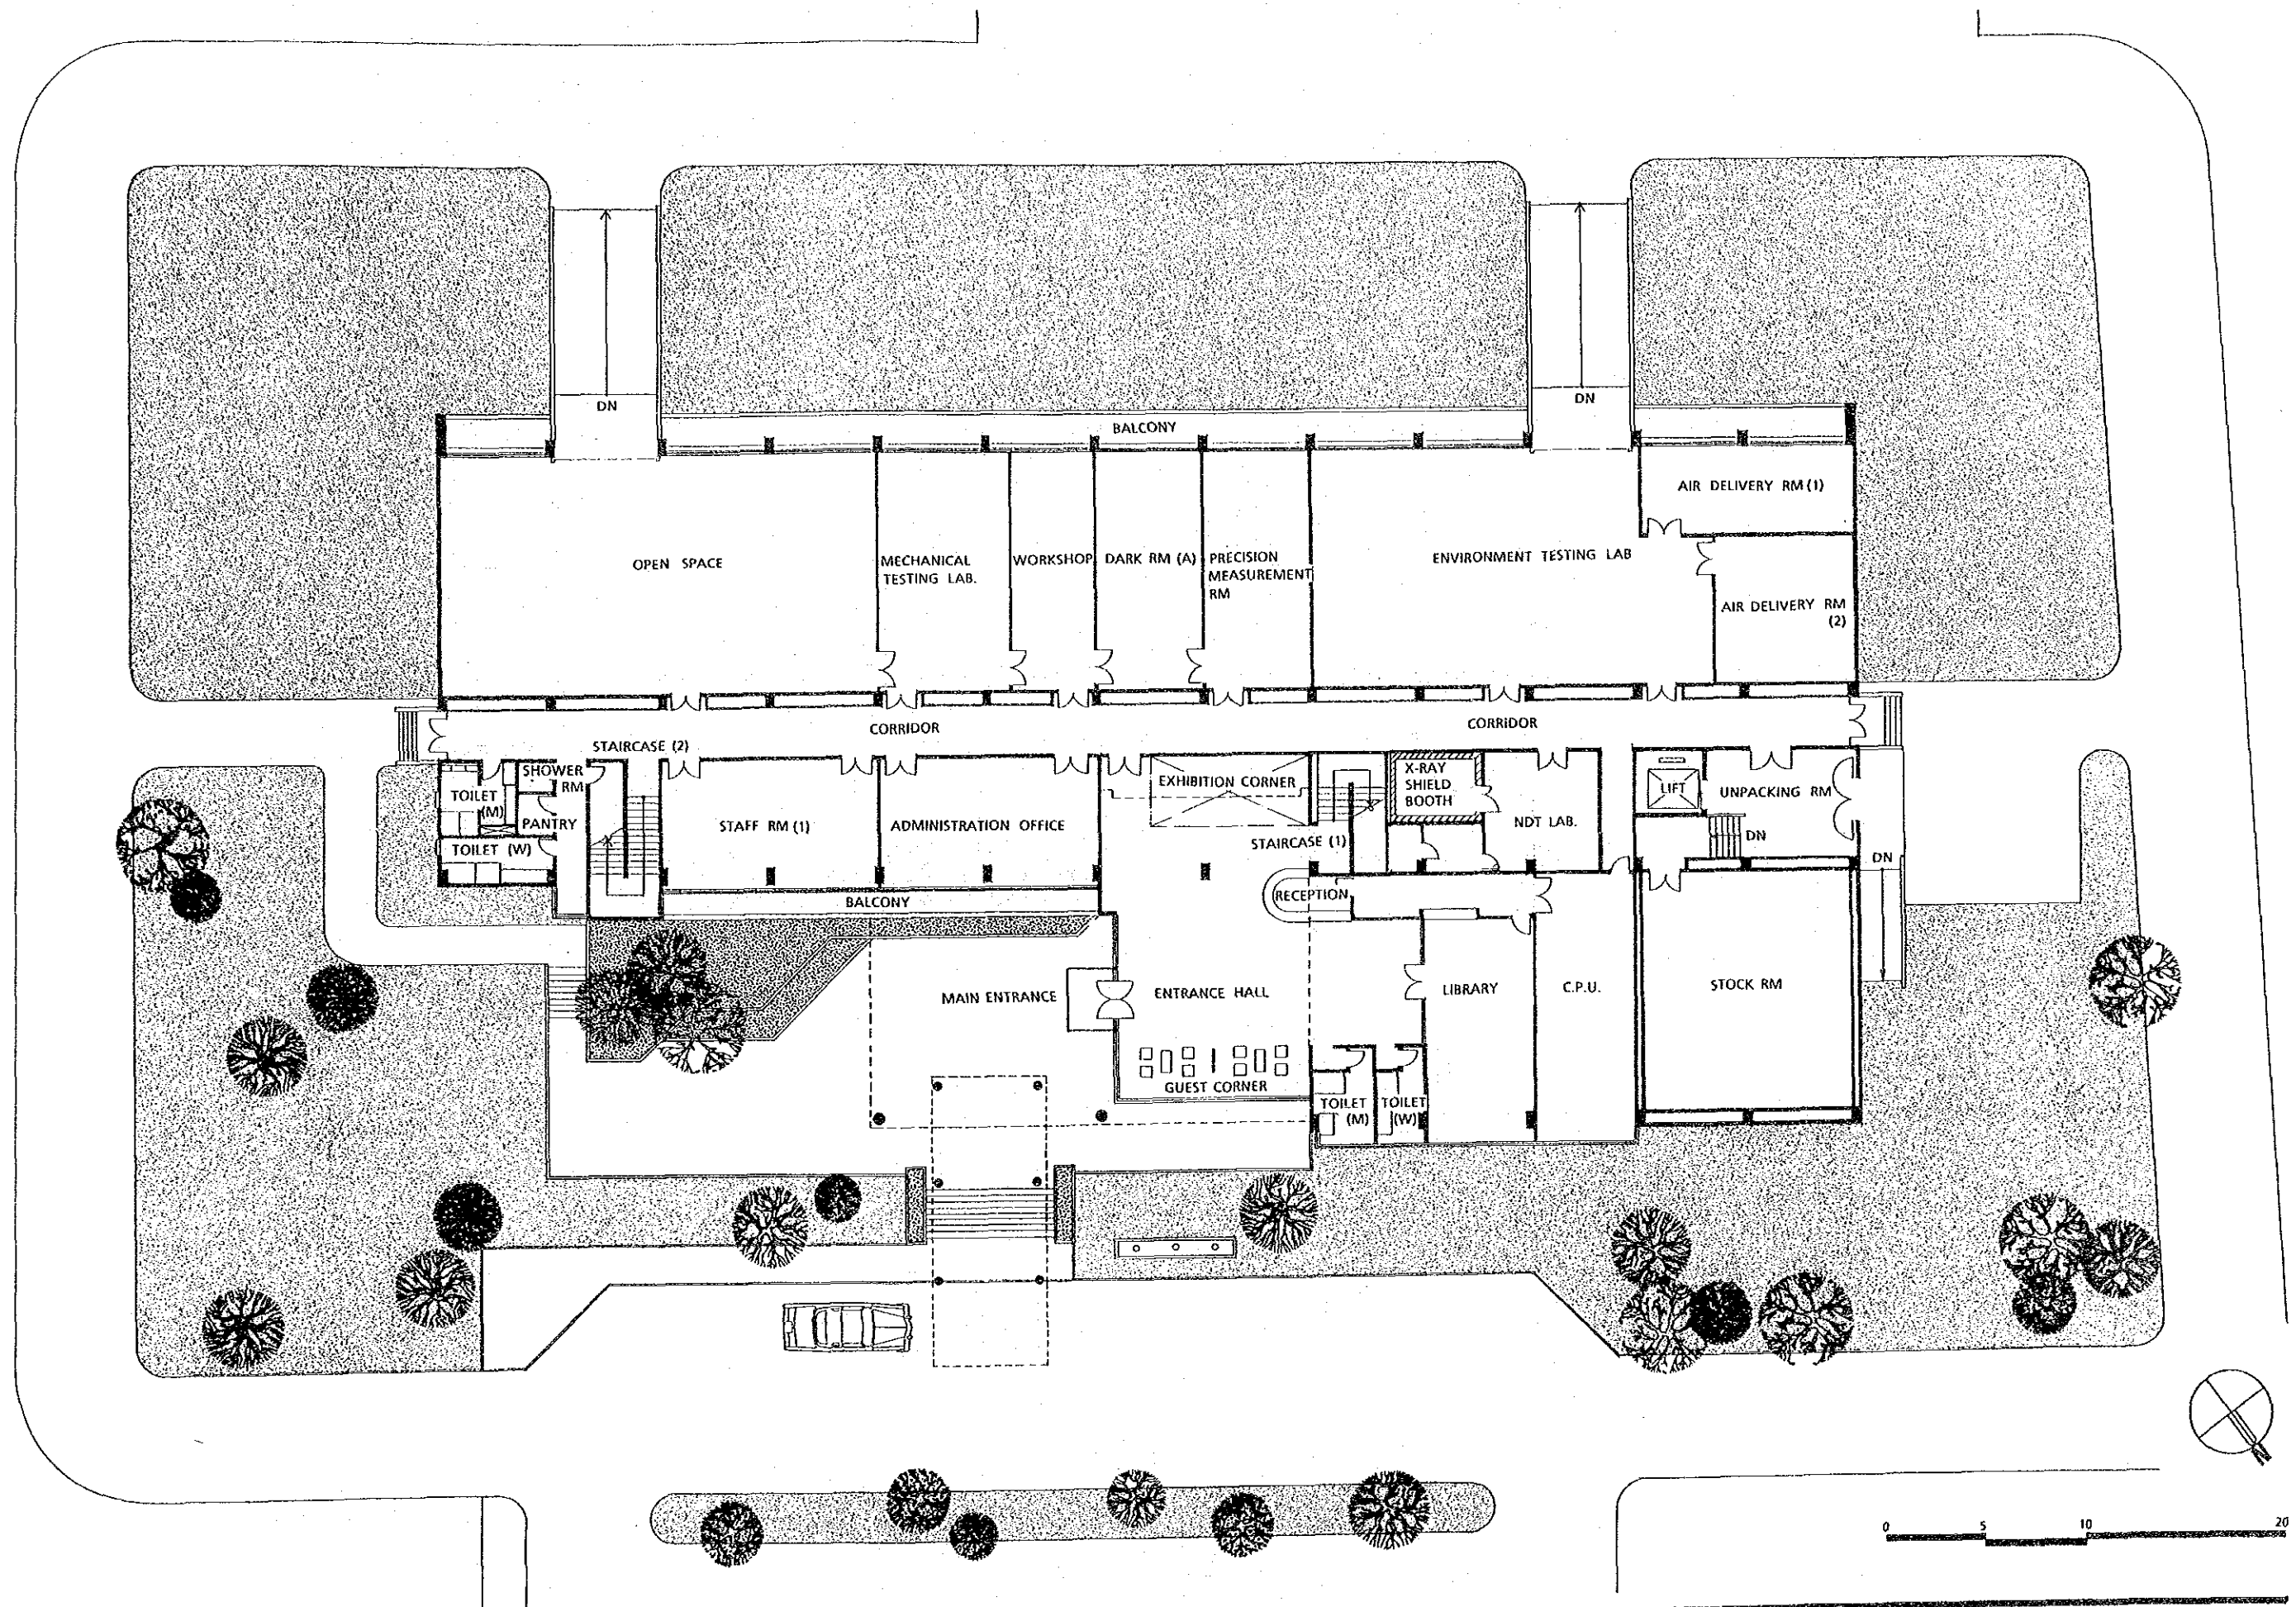 DN
DN
BALCONY
AIR DELIVERY RM (1)
OPEN SPACE
MECHANICAL
TESTING LAB.
WORKSHOP
DARK RM (A)
PRECISION
MEASUREMENT
RM
ENVIRONMENT TESTING LAB
AIR DELIVERY RM
(2)
CORRIDOR
CORRIDOR
STAIRCASE (2)
SHOWER
RM
TOILET
(M)
PANTRY
TOILET (W)
STAFF RM (1)
ADMINISTRATION OFFICE
EXHIBITION CORNER
X-RAY
SHIELD
BOOTH
LIFT
UNPACKING RM
NDT LAB.
DN
STAIRCASE (1)
DN
RECEPTION
BALCONY
MAIN ENTRANCE
ENTRANCE HALL
LIBRARY
C.P.U.
STOCK RM
GUEST CORNER
TOILET
(M)
TOILET
(W)
N
0 5 10 20